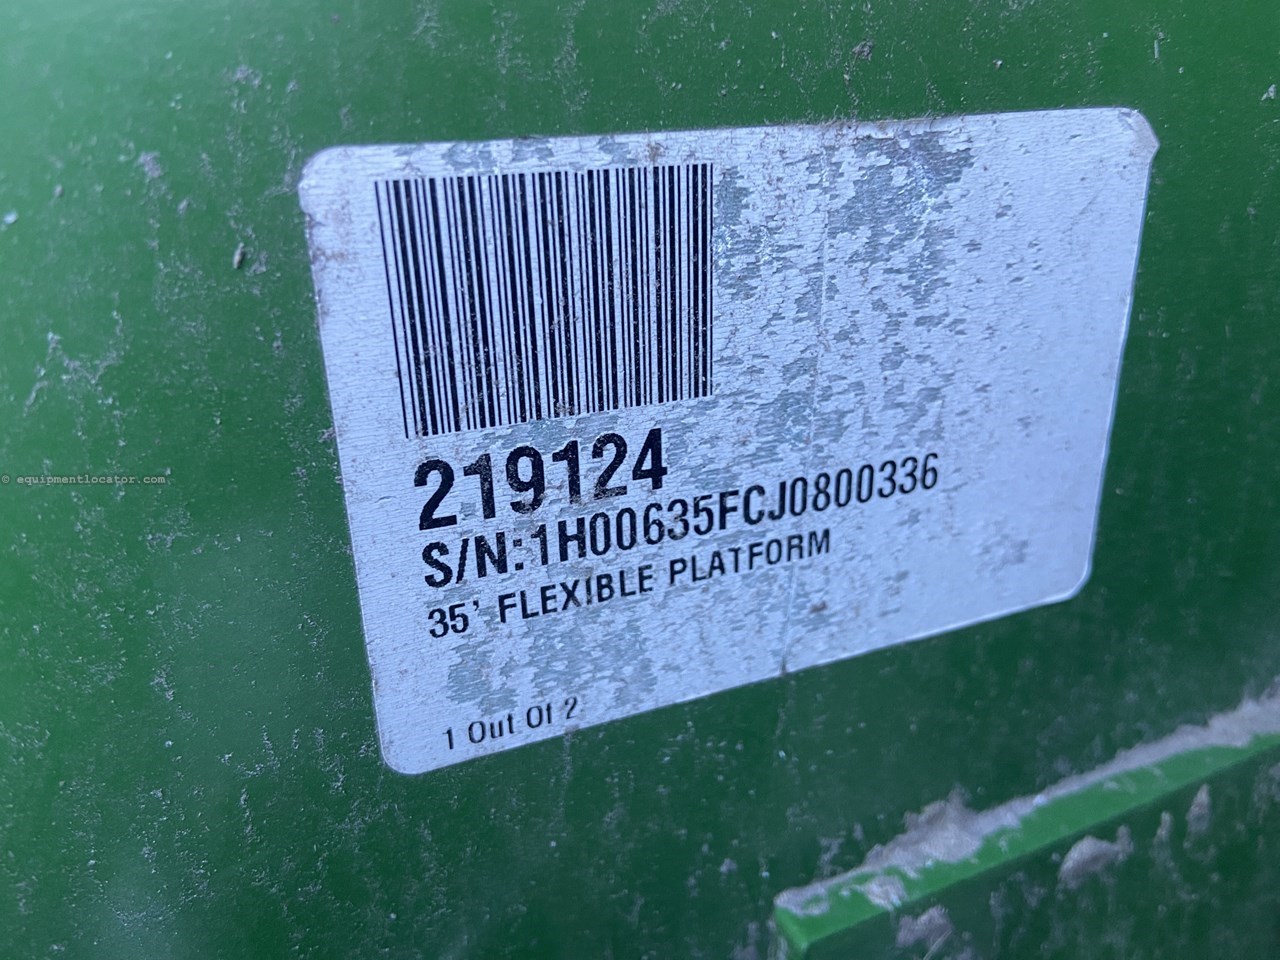 219124
S/N:1H00635FCJ0800336
35' FLEXIBLE PLATFORM
1 Out Of 2
© equipmentlocator.com